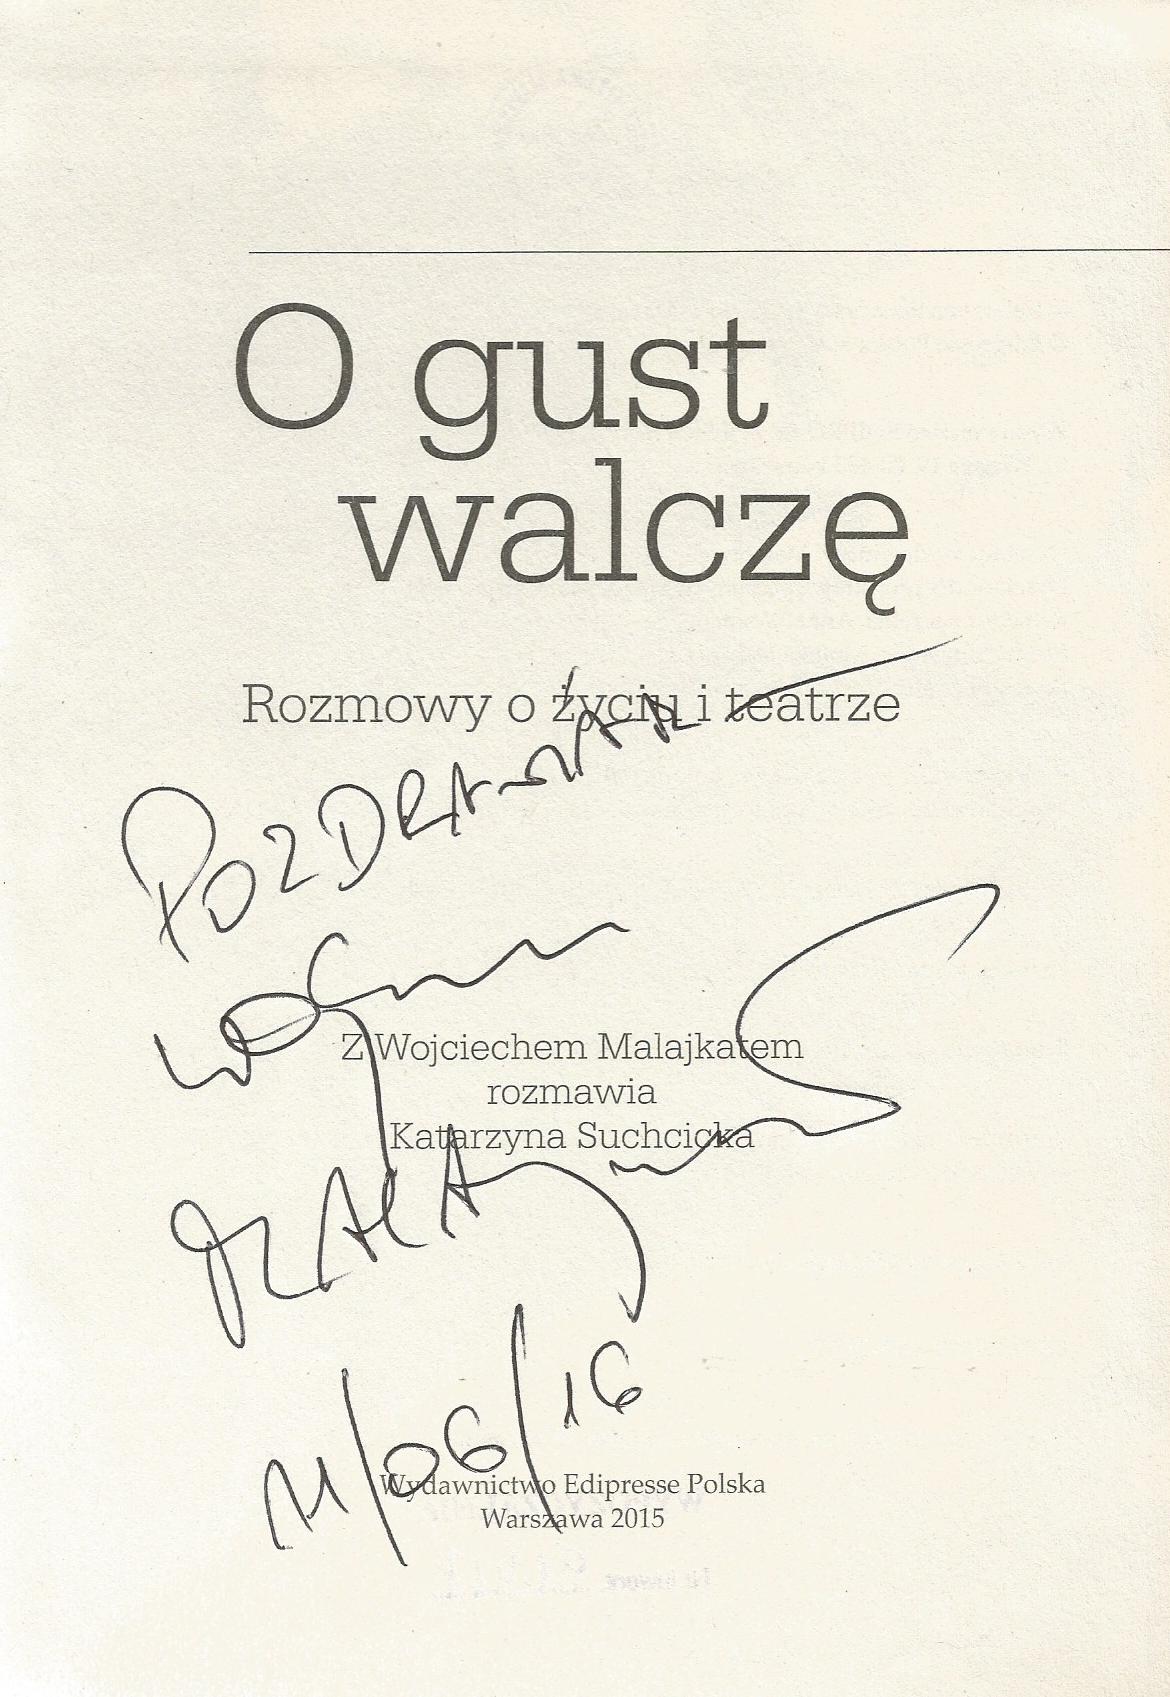 O gust
walczę
Rozmowy o życiu i teatrze
POZDRAWIAM
Z Wojciechem Malajkatem
rozmawia
Katarzyna Suchcicka
11/06/16
Wydawnictwo Edipresse Polska
Warszawa 2015